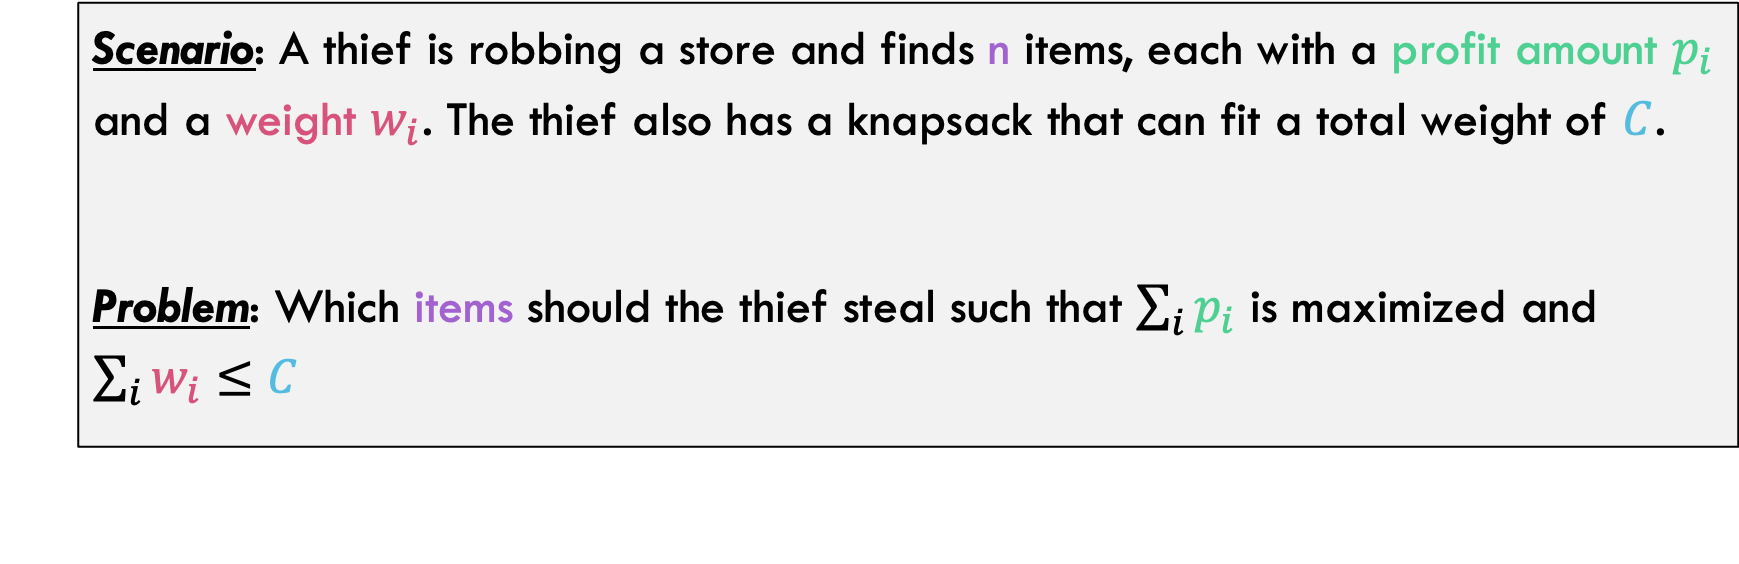 Scenario: A thief is robbing a store and finds n items, each with a profit amount pᵢ
and a weight wᵢ. The thief also has a knapsack that can fit a total weight of C.
Problem: Which items should the thief steal such that ∑ᵢ pᵢ is maximized and
∑ᵢ wᵢ ≤ C